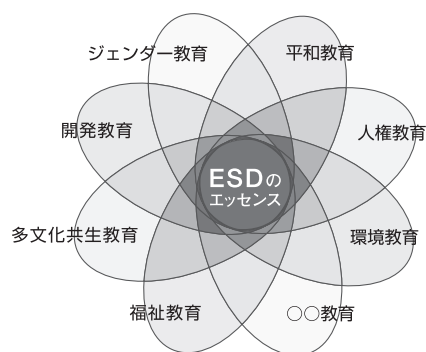 ジェンダー教育
平和教育
開発教育
人権教育
ESDの
エッセンス
多文化共生教育
環境教育
福祉教育
○○教育